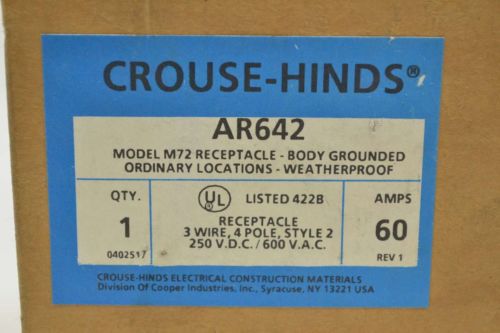 CROUSE-HINDS®
AR642
MODEL M72 RECEPTACLE - BODY GROUNDED
ORDINARY LOCATIONS - WEATHERPROOF
QTY.
1
0402517
UL
LISTED 422B
RECEPTACLE
3 WIRE, 4 POLE, STYLE 2
250 V.D.C. / 600 V.A.C.
AMPS
60
REV 1
CROUSE-HINDS ELECTRICAL CONSTRUCTION MATERIALS
Division Of Cooper Industries, Inc., Syracuse, NY 13221 USA